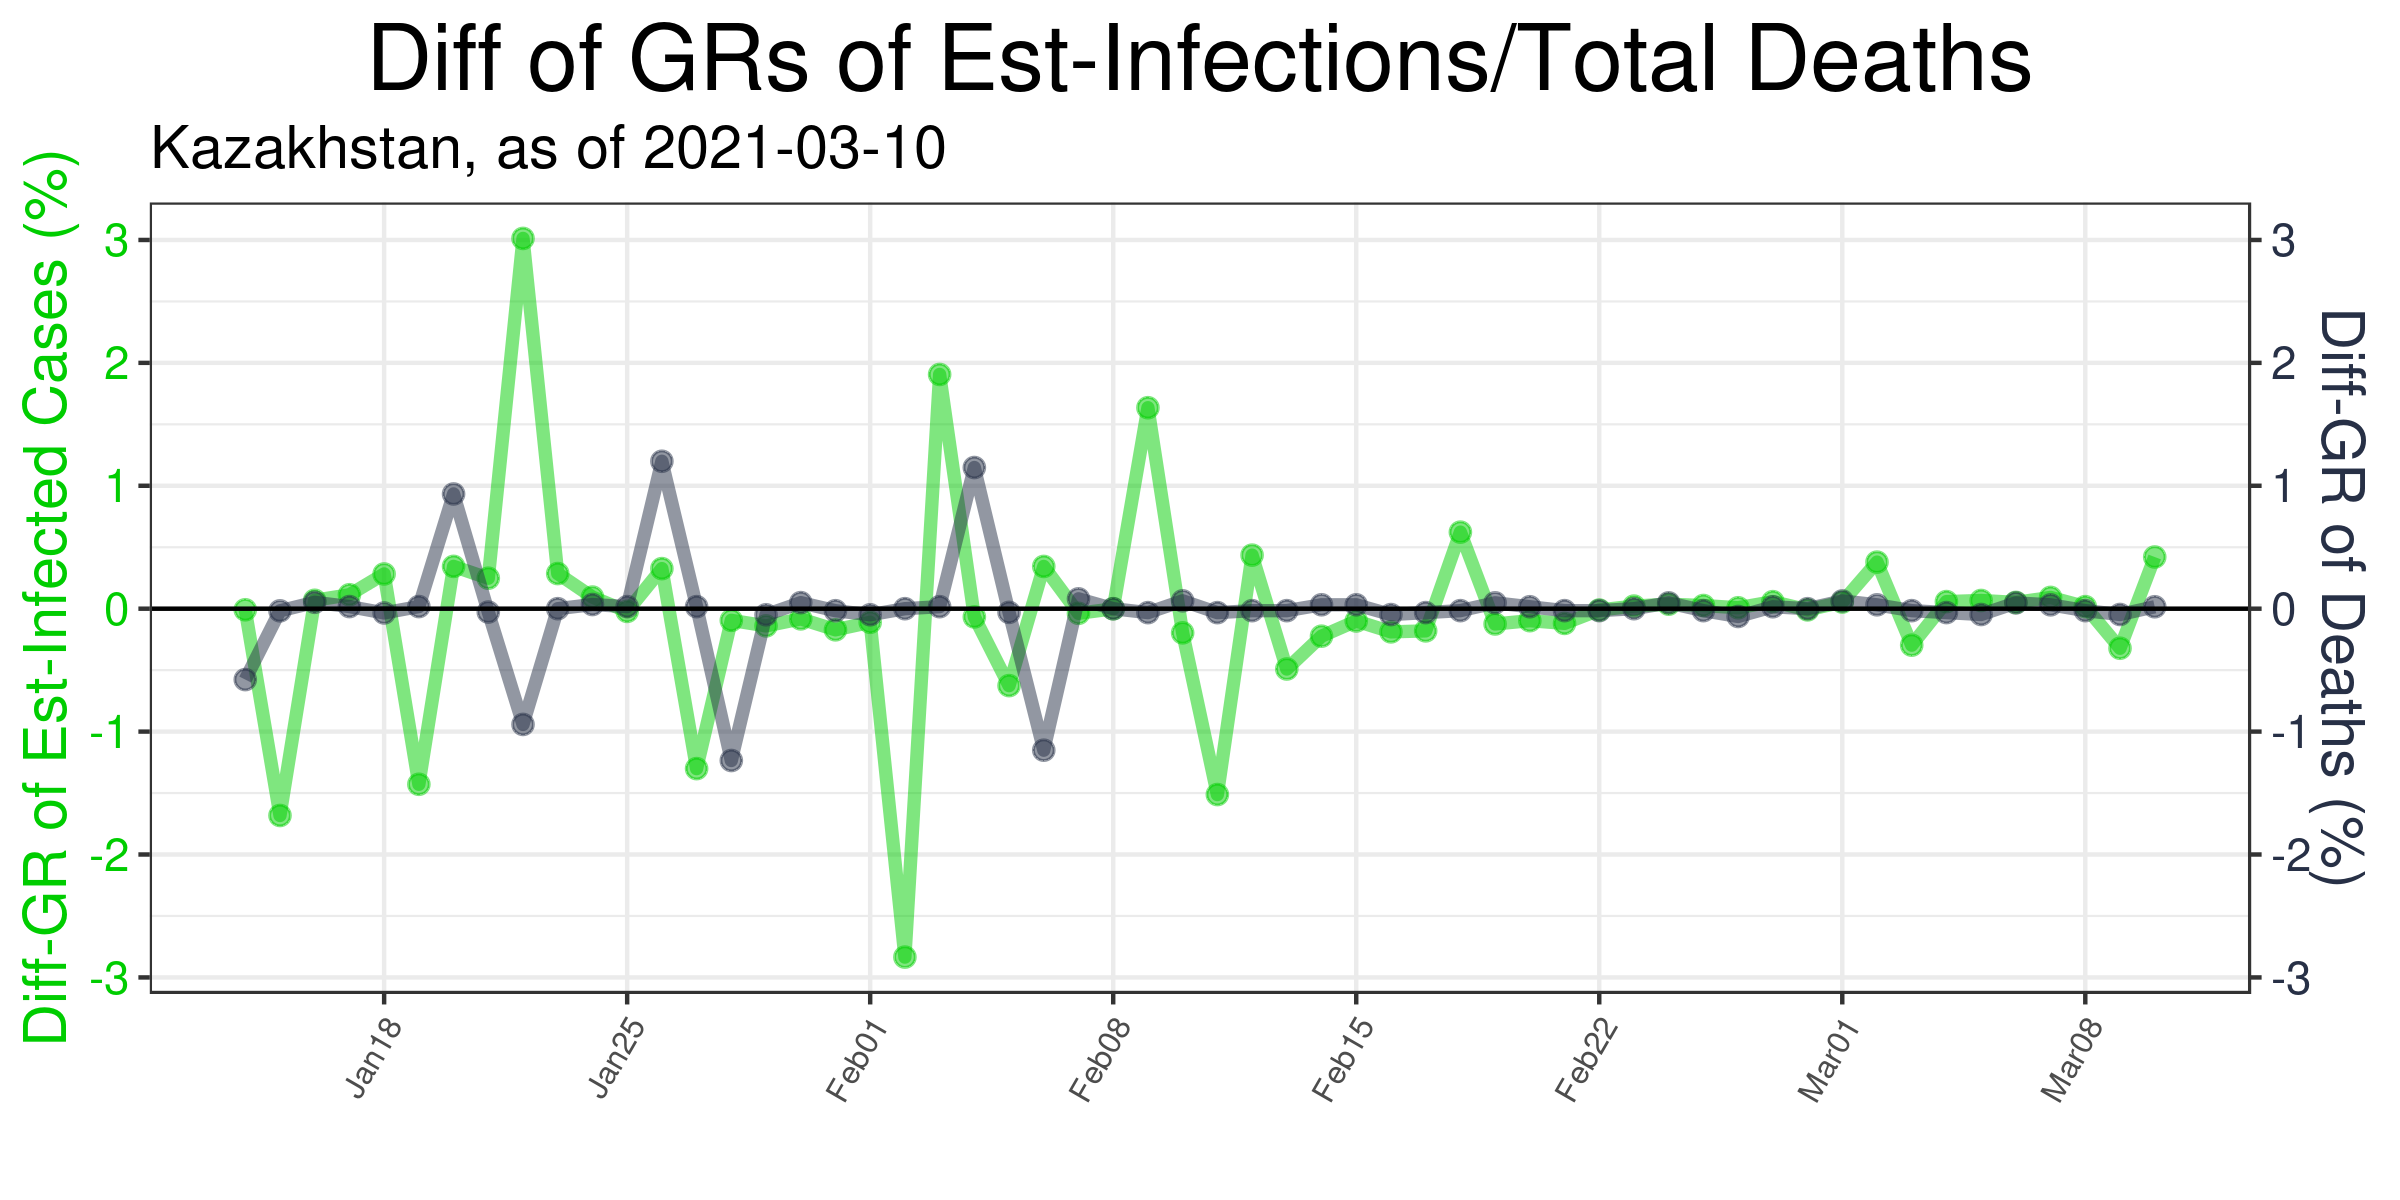 Diff of GRs of Est-Infections/Total Deaths
Kazakhstan, as of 2021-03-10
Diff-GR of Est-Infected Cases (%)
3
2
1
0
-1
-2
-3
3
2
1
0
-1
-2
-3
Diff-GR of Deaths (%)
Jan18
Jan25
Feb01
Feb08
Feb15
Feb22
Mar01
Mar08